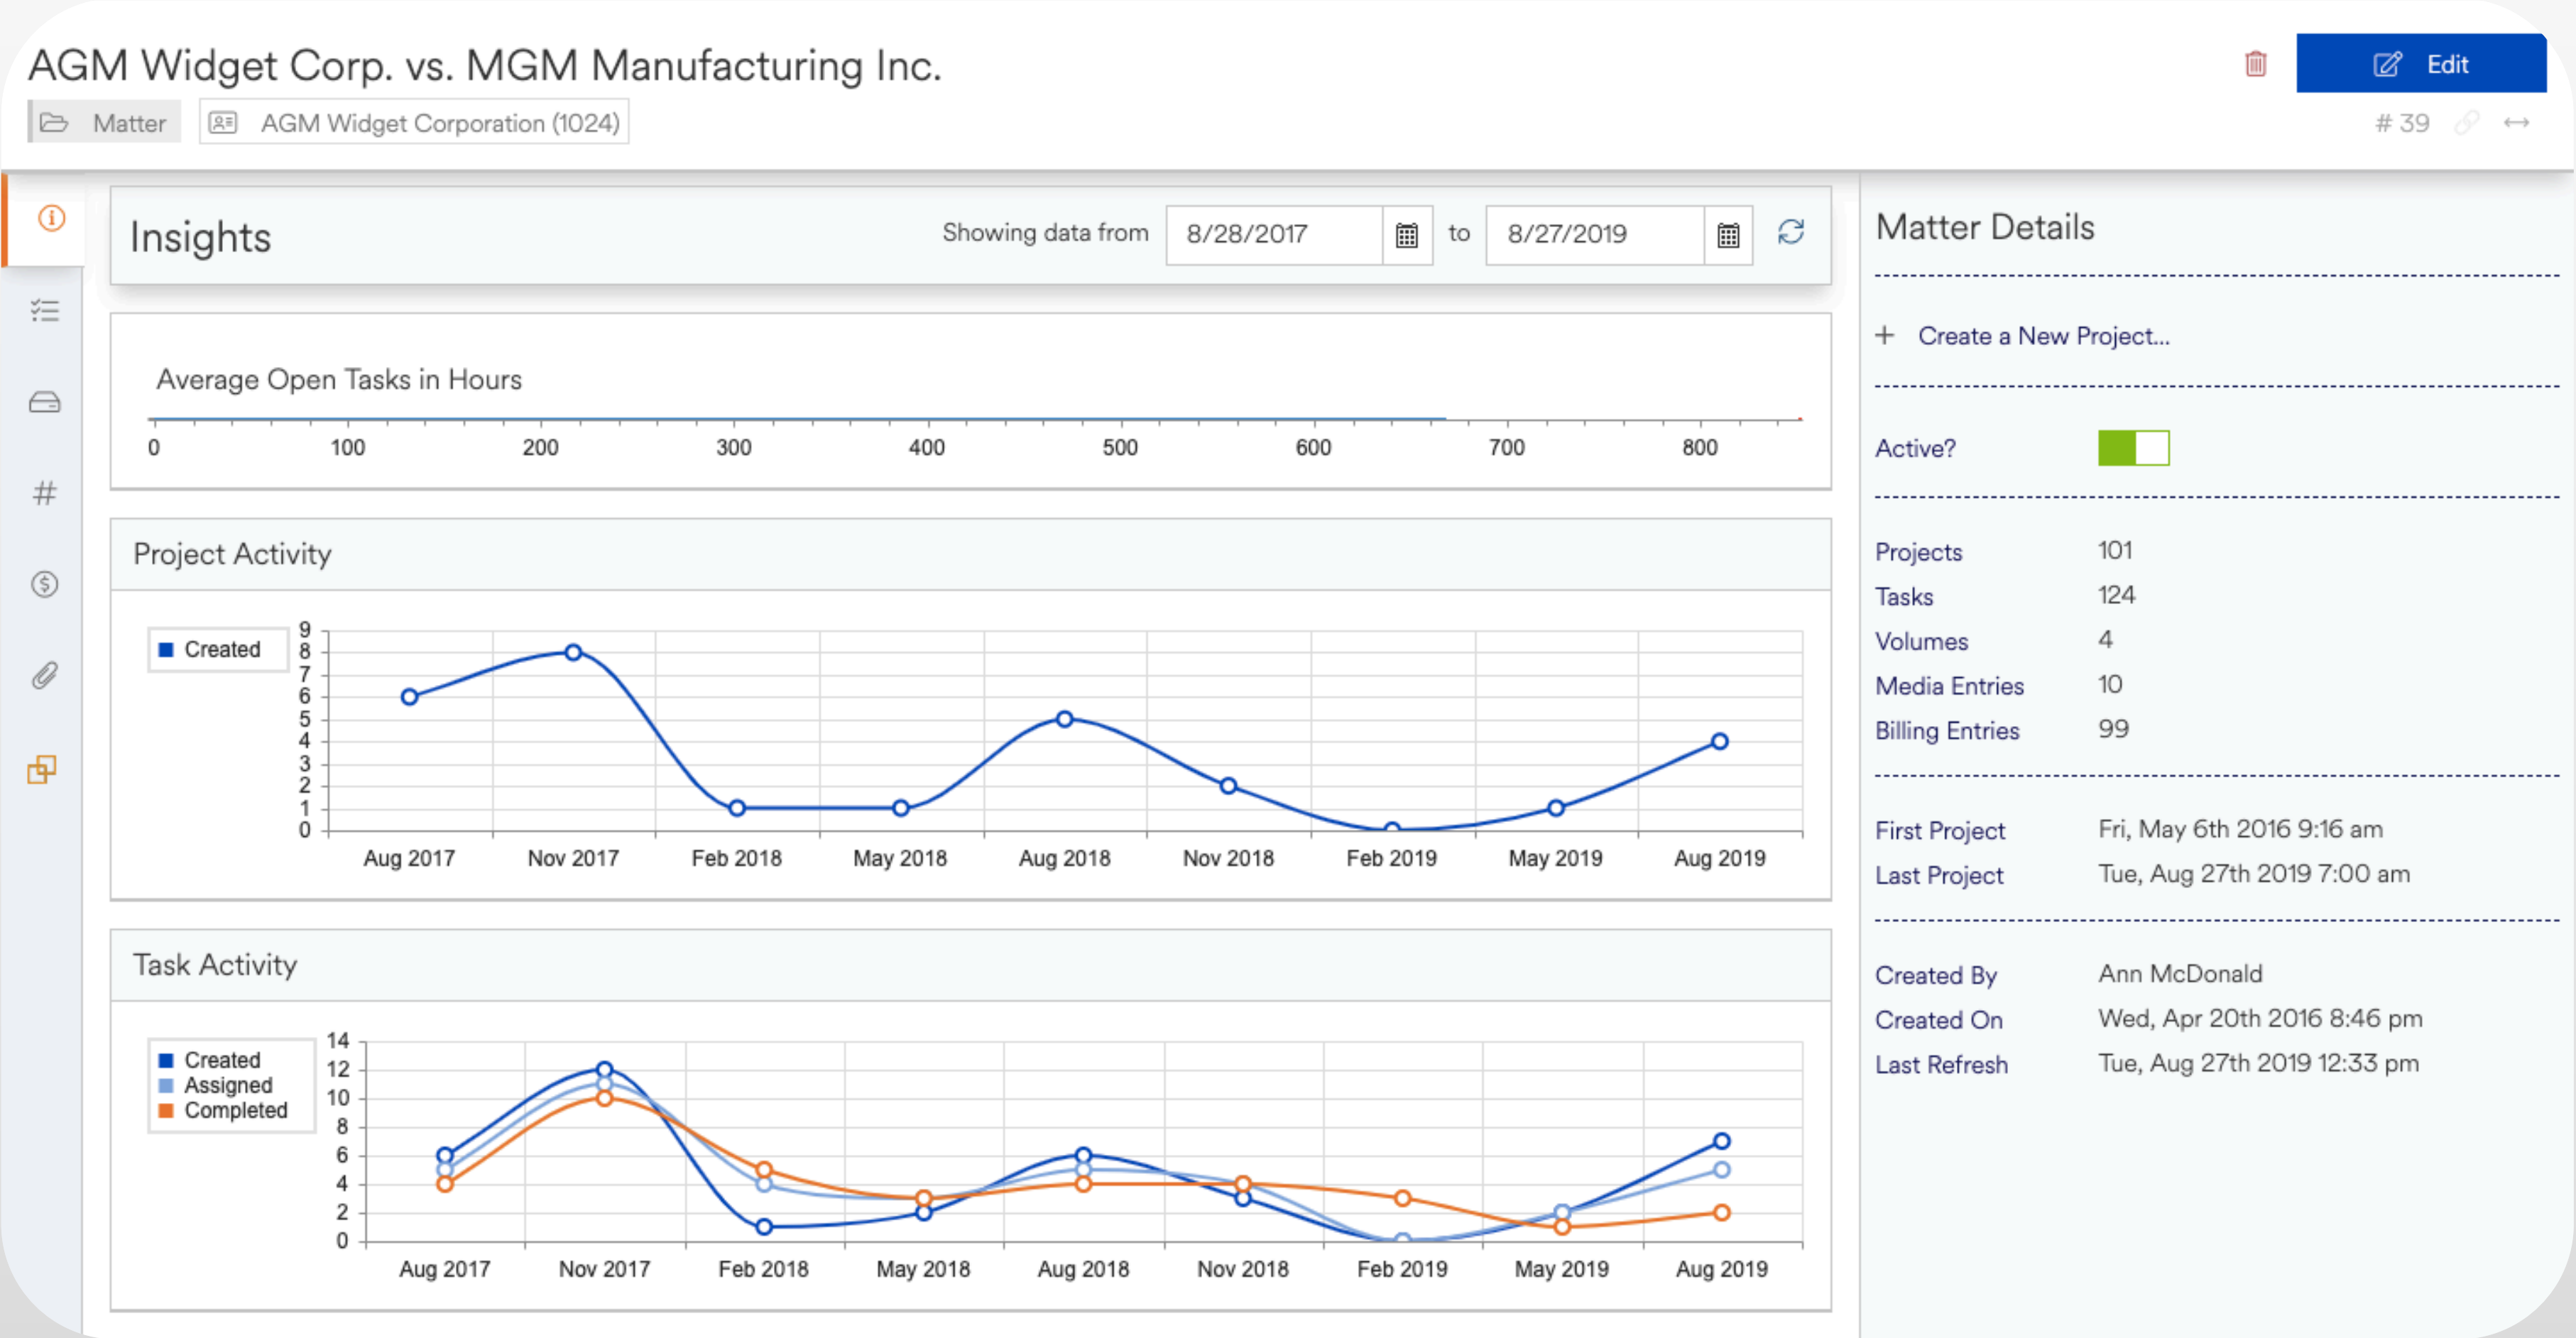 AGM Widget Corp. vs. MGM Manufacturing Inc.
Edit
Matter
AGM Widget Corporation (1024)
# 39
Insights
Showing data from
8/28/2017
to
8/27/2019
Average Open Tasks in Hours
0 100 200 300 400 500 600 700 800
Project Activity
Created
9
8
7
6
5
4
3
2
1
0
Aug 2017 Nov 2017 Feb 2018 May 2018 Aug 2018 Nov 2018 Feb 2019 May 2019 Aug 2019
Task Activity
Created
Assigned
Completed
14
12
10
8
6
4
2
0
Aug 2017 Nov 2017 Feb 2018 May 2018 Aug 2018 Nov 2018 Feb 2019 May 2019 Aug 2019
Matter Details
+ Create a New Project...
Active?
Projects 101
Tasks 124
Volumes 4
Media Entries 10
Billing Entries 99
First Project Fri, May 6th 2016 9:16 am
Last Project Tue, Aug 27th 2019 7:00 am
Created By Ann McDonald
Created On Wed, Apr 20th 2016 8:46 pm
Last Refresh Tue, Aug 27th 2019 12:33 pm